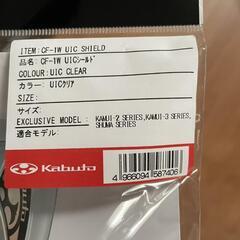 ITEM: CF-1W UIC SHIELD
品名: CF-1W UICシールド
COLOUR: UIC CLEAR
カラー: UICクリア
SIZE:
サイズ:
EXCLUSIVE MODEL : KAMUI-2 SERIES,KAMUI-3 SERIES,
SHUMA SERIES
適合モデル:
Kabuto
4 966094 587406